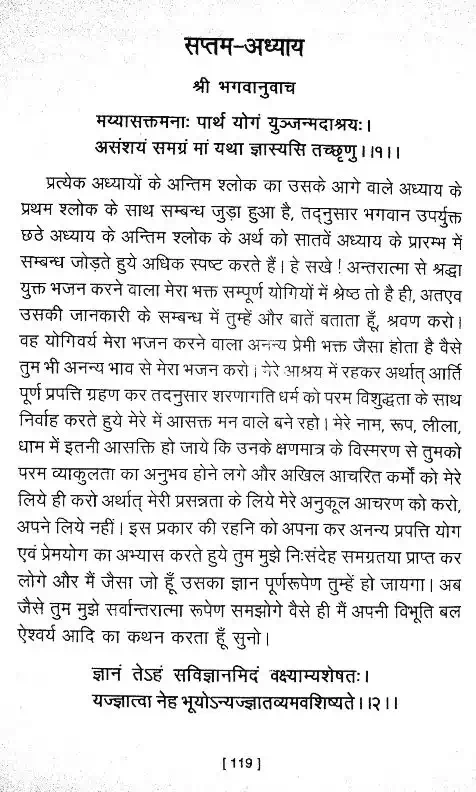 सप्तम-अध्याय
श्री भगवानुवाच
मय्यासक्तमनाः पार्थ योगं युञ्जन्मदाश्रयः।
असंशयं समग्रं मां यथा ज्ञास्यसि तच्छृणु।।१।।
प्रत्येक अध्यायों के अन्तिम श्लोक का उसके आगे वाले अध्याय के
प्रथम श्लोक के साथ सम्बन्ध जुड़ा हुआ है, तद्नुसार भगवान उपर्युक्त
छठे अध्याय के अन्तिम श्लोक के अर्थ को सातवें अध्याय के प्रारम्भ में
सम्बन्ध जोड़ते हुये अधिक स्पष्ट करते हैं। हे सखे ! अन्तरात्मा से श्रद्धा
युक्त भजन करने वाला मेरा भक्त सम्पूर्ण योगियों में श्रेष्ठ तो है ही, अतएव
उसकी जानकारी के सम्बन्ध में तुम्हें और बातें बताता हूँ, श्रवण करो।
वह योगिवर्य मेरा भजन करने वाला अनन्य प्रेमी भक्त जैसा होता है वैसे
तुम भी अनन्य भाव से मेरा भजन करो। मेरे आश्रय में रहकर अर्थात् आर्ति
पूर्ण प्रपत्ति ग्रहण कर तदनुसार शरणागति धर्म को परम विशुद्धता के साथ
निर्वाह करते हुये मेरे में आसक्त मन वाले बने रहो। मेरे नाम, रूप, लीला,
धाम में इतनी आसक्ति हो जाये कि उनके क्षणमात्र के विस्मरण से तुमको
परम व्याकुलता का अनुभव होने लगे और अखिल आचरित कर्मों को मेरे
लिये ही करो अर्थात् मेरी प्रसन्नता के लिये मेरे अनुकूल आचरण को करो,
अपने लिये नहीं। इस प्रकार की रहनि को अपना कर अनन्य प्रपत्ति योग
एवं प्रेमयोग का अभ्यास करते हुये तुम मुझे निःसंदेह समग्रतया प्राप्त कर
लोगे और मैं जैसा जो हूँ उसका ज्ञान पूर्णरूपेण तुम्हें हो जायगा। अब
जैसे तुम मुझे सर्वान्तरात्मा रूपेण समझोगे वैसे ही मैं अपनी विभूति बल
ऐश्वर्य आदि का कथन करता हूँ सुनो।
ज्ञानं तेऽहं सविज्ञानमिदं वक्ष्याम्यशेषतः।
यज्ज्ञात्वा नेह भूयोऽन्यज्ज्ञातव्यमवशिष्यते।।२।।
[ 119 ]